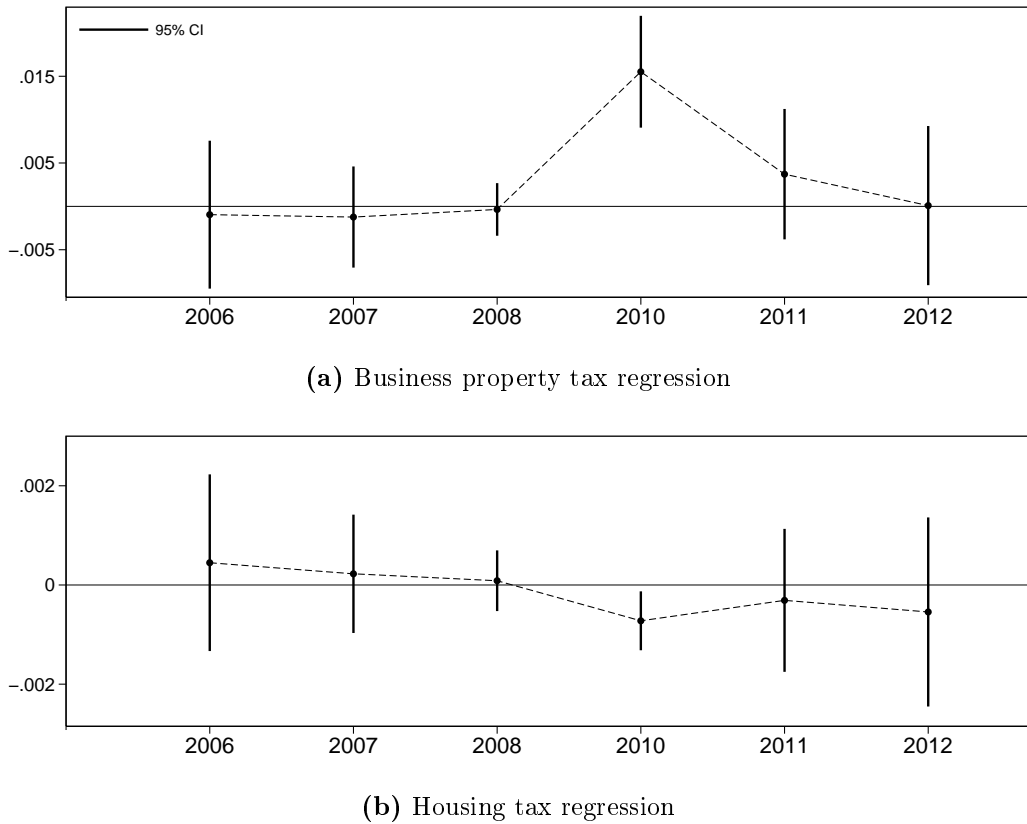 95% CI
.015
.005
−.005
2006 2007 2008 2010 2011 2012
(a) Business property tax regression
.002
0
−.002
2006 2007 2008 2010 2011 2012
(b) Housing tax regression